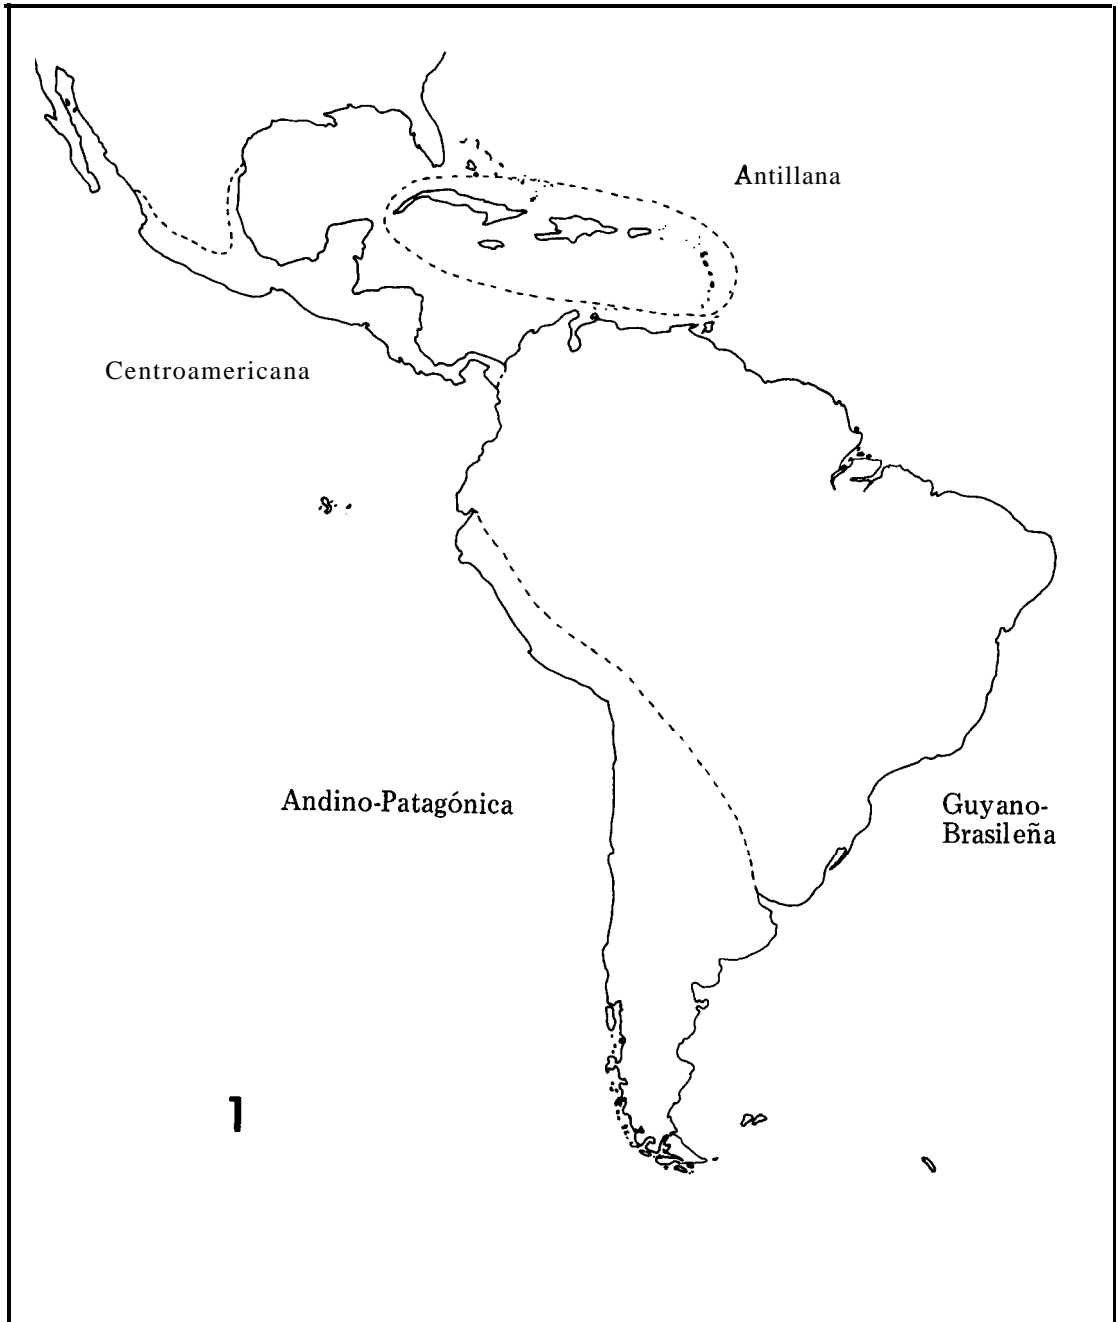 Antillana
Centroamericana
Andino-Patagónica
Guyano-
Brasileña
1